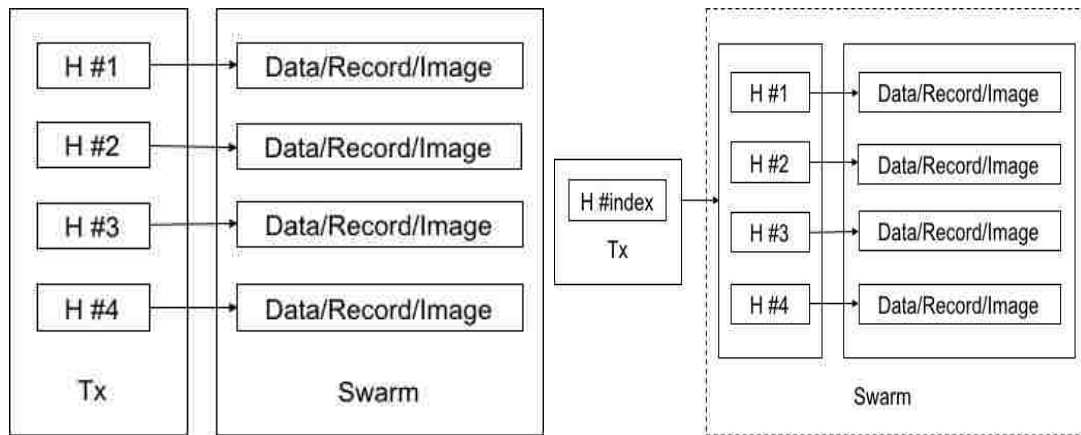 H #1
Data/Record/Image
H #2
Data/Record/Image
H #3
Data/Record/Image
H #4
Data/Record/Image
Tx
Swarm
H #index
Tx
H #1
Data/Record/Image
H #2
Data/Record/Image
H #3
Data/Record/Image
H #4
Data/Record/Image
Swarm